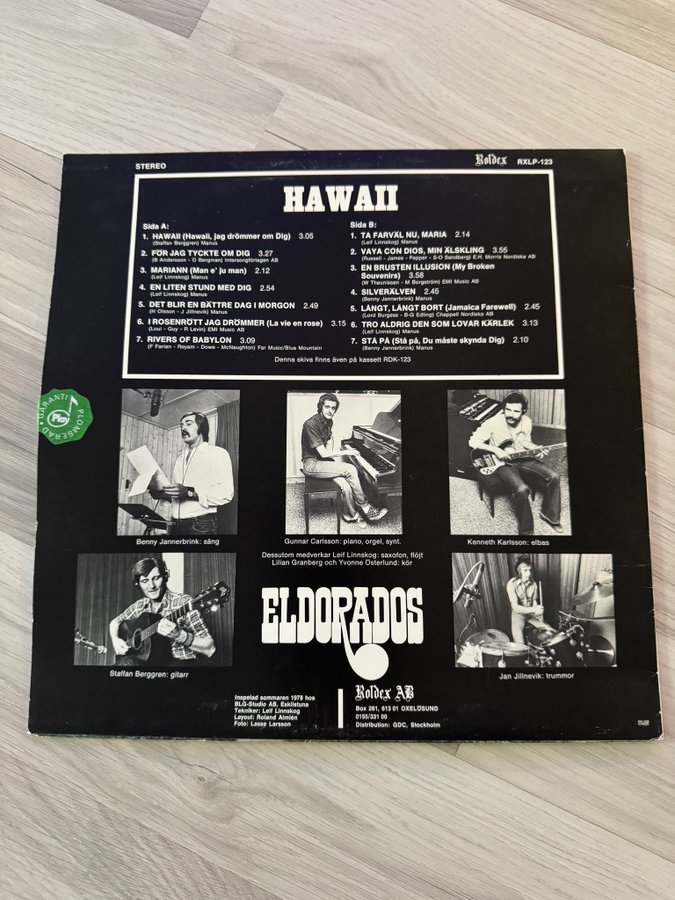 STEREO
Roldex RXLP-123
HAWAII
Sida A:
1. HAWAII (Hawaii, jag drömmer om Dig) 3.05
(Staffan Berggren) Manus
2. FÖR JAG TYCKTE OM DIG 3.27
(B Andersson - O Bergman) Intersongförlagen AB
3. MARIANN (Man e' ju man) 2.12
(Leif Linnskog) Manus
4. EN LITEN STUND MED DIG 2.54
(Leif Linnskog) Manus
5. DET BLIR EN BÄTTRE DAG I MORGON 2.49
(H Olsson - J Jillnevik) Manus
6. I ROSENRÖTT JAG DRÖMMER (La vie en rose) 3.15
(Loui - Guy - R Levin) EMI Music AB
7. RIVERS OF BABYLON 3.09
(F Farian - Reyam - Dowe - McNaughton) Far Music/Blue Mountain
Sida B:
1. TA FARVÄL NU, MARIA 2.14
(Leif Linnskog) Manus
2. VAYA CON DIOS, MIN ÄLSKLING 3.55
(Russell - James - Popper - S-O Sandberg) E.H. Morris Nordiska AB
3. EN BRUSTEN ILLUSION (My Broken
Souvenirs) 3.58
(W Theunissen - M Borgström) EMI Music AB
4. SILVERÄLVEN 2.45
(Benny Jannerbrink) Manus
5. LÅNGT, LÅNGT BORT (Jamaica Farewell) 2.45
(Lord Burgess - B-G Edling) Chappell Nordiska AB
6. TRO ALDRIG DEN SOM LOVAR KÄRLEK 3.13
(Leif Linnskog) Manus
7. STÅ PÅ (Stå på, Du måste skynda Dig) 2.10
(Benny Jannerbrink) Manus
Denna skiva finns även på kassett RDK-123
GARANTI PLOMBERAD
Play
Benny Jannerbrink: sång
Gunnar Carlsson: piano, orgel, synt.
Kenneth Karlsson: elbas
Dessutom medverkar Leif Linnskog: saxofon, flöjt
Lilian Granberg och Yvonne Österlund: kör
ELDORADOS
Staffan Berggren: gitarr
Jan Jillnevik: trummor
Inspelad sommaren 1978 hos
BLG-Studio AB, Eskilstuna
Tekniker: Leif Linnskog
Layout: Roland Almlén
Foto: Lasse Larsson
Roldex AB
Box 261, 613 01 OXELÖSUND
0155/331 00
Distribution: GDC, Stockholm